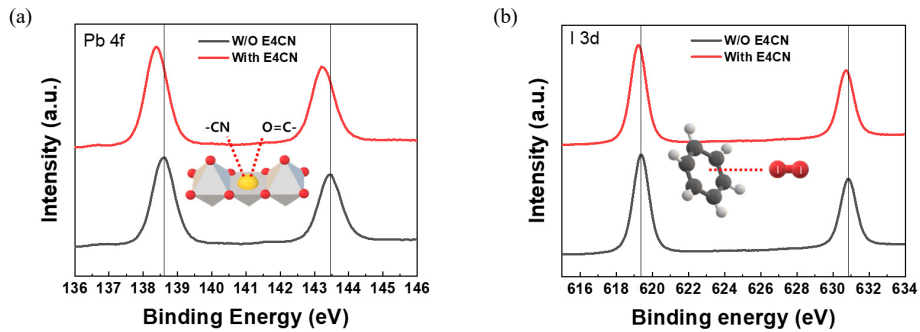 (a)
Pb 4f
W/O E4CN
With E4CN
-CN
O=C-
Intensity (a.u.)
136 137 138 139 140 141 142 143 144 145 146
Binding Energy (eV)
(b)
I 3d
W/O E4CN
With E4CN
I I
Intensity (a.u.)
616 618 620 622 624 626 628 630 632 634
Binding energy (eV)